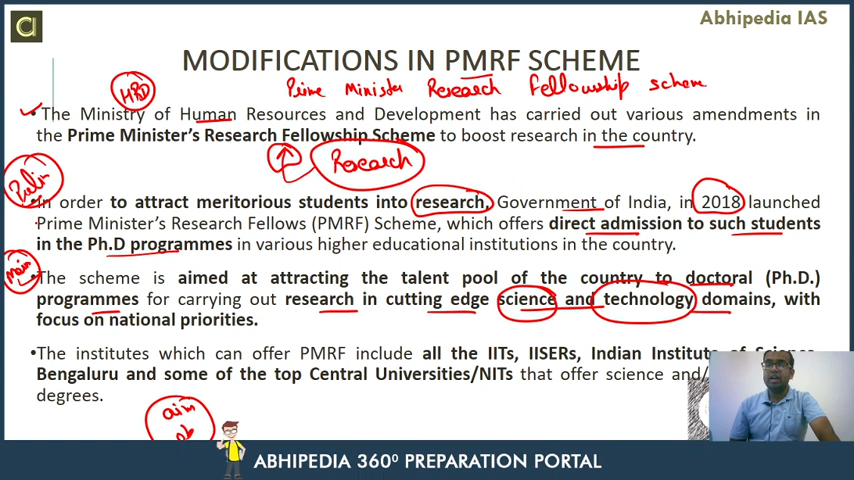 Abhipedia IAS
MODIFICATIONS IN PMRF SCHEME
HRD
Prime Minister Research Fellowship scheme
• The Ministry of Human Resources and Development has carried out various amendments in
the Prime Minister's Research Fellowship Scheme to boost research in the country.
Research
Prelim
• In order to attract meritorious students into research, Government of India, in 2018 launched
Prime Minister's Research Fellows (PMRF) Scheme, which offers direct admission to such students
in the Ph.D programmes in various higher educational institutions in the country.
Main
• The scheme is aimed at attracting the talent pool of the country to doctoral (Ph.D.)
programmes for carrying out research in cutting edge science and technology domains, with
focus on national priorities.
• The institutes which can offer PMRF include all the IITs, IISERs, Indian Institute of Science,
Bengaluru and some of the top Central Universities/NITs that offer science and/
degrees.
aim
ob
ABHIPEDIA 360⁰ PREPARATION PORTAL